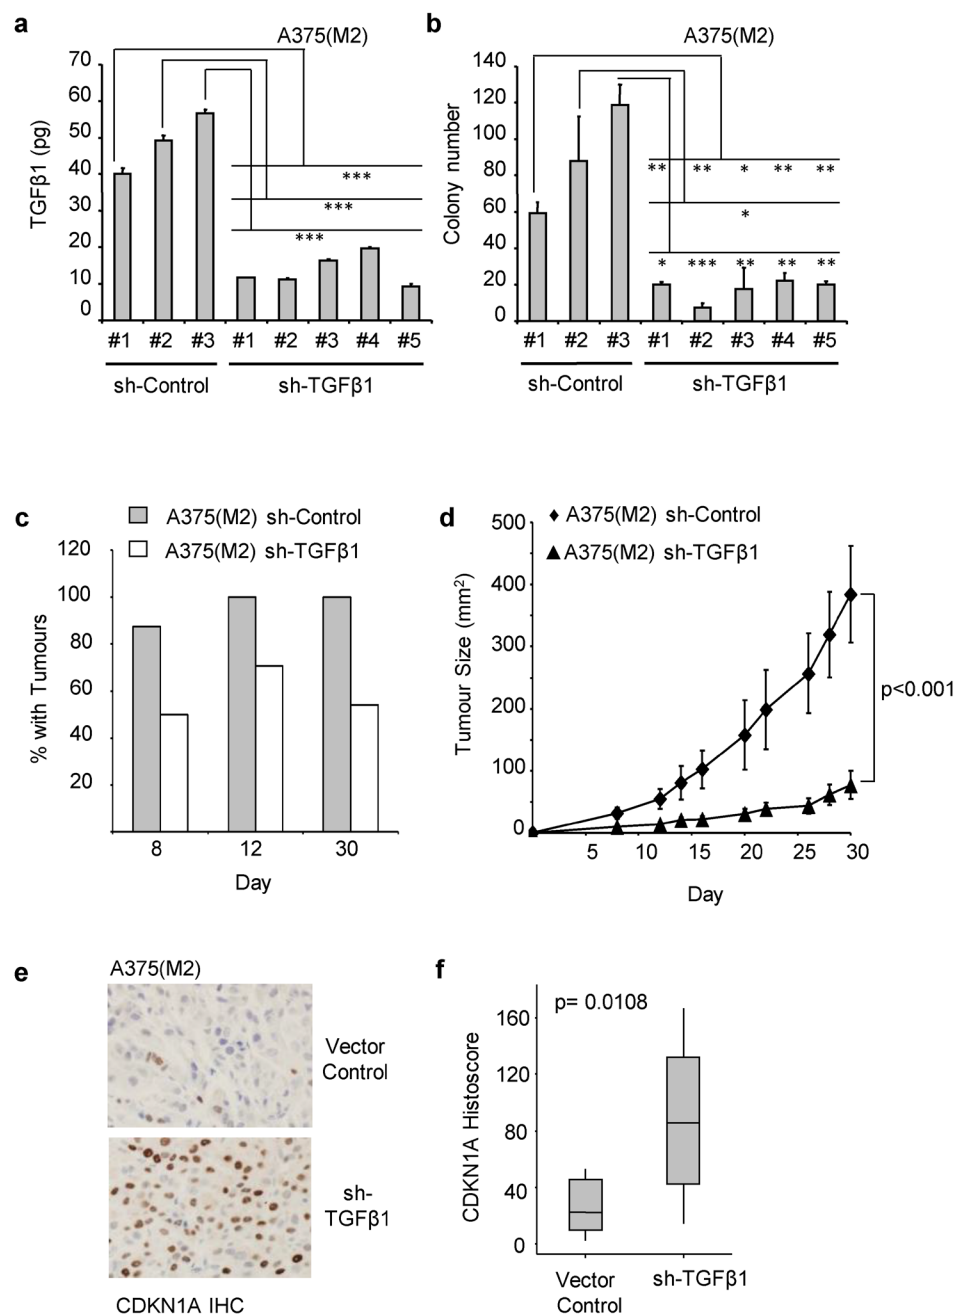 a
A375(M2)
TGFβ1 (pg)
70
60
50
40
30
20
10
0
***
***
***
#1 #2 #3 #1 #2 #3 #4 #5
sh-Control sh-TGFβ1
b
A375(M2)
Colony number
140
120
100
80
60
40
20
0
** ** * ** **
*
* *** ** ** **
#1 #2 #3 #1 #2 #3 #4 #5
sh-Control sh-TGFβ1
c
A375(M2) sh-Control
A375(M2) sh-TGFβ1
% with Tumours
120
100
80
60
40
20
8 12 30
Day
d
A375(M2) sh-Control
A375(M2) sh-TGFβ1
Tumour Size (mm²)
500
400
300
200
100
0
p<0.001
5 10 15 20 25 30
Day
e
A375(M2)
Vector
Control
sh-
TGFβ1
CDKN1A IHC
f
p= 0.0108
CDKN1A Histoscore
160
120
80
40
0
Vector
Control
sh-TGFβ1